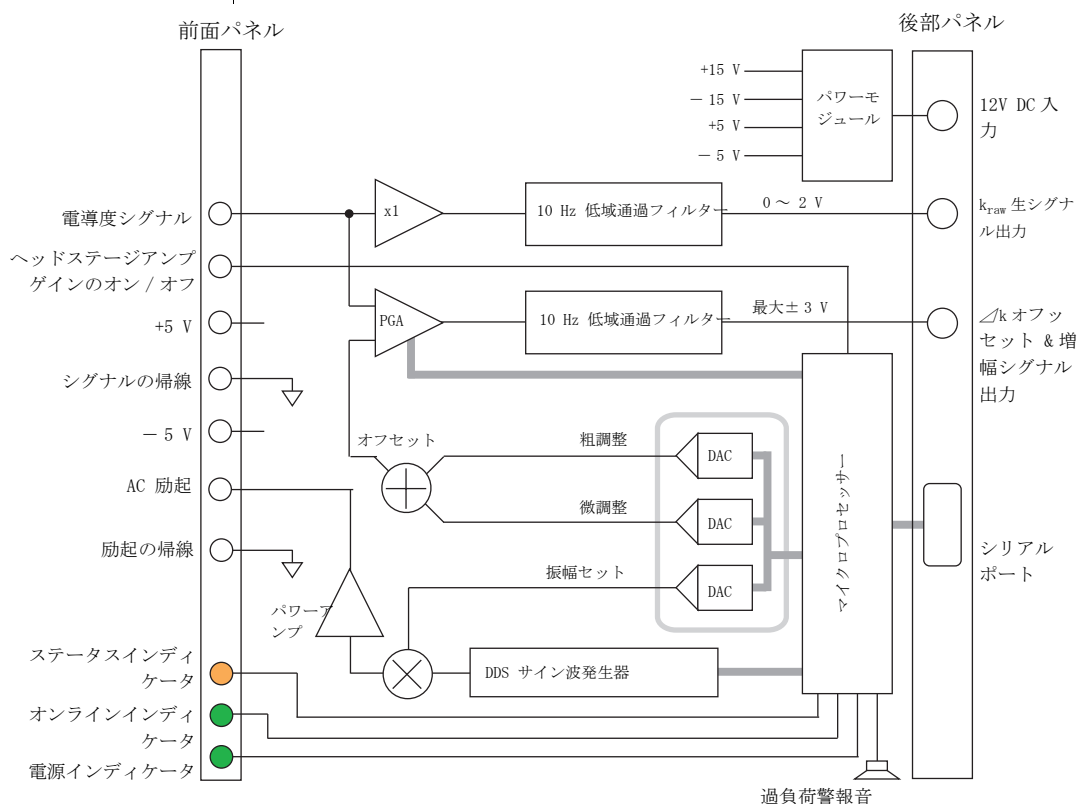 前面パネル
後部パネル
+15 V
− 15 V
+5 V
− 5 V
パワーモ
ジュール
12V DC 入
力
電導度シグナル
x1
10 Hz 低域通過フィルター
0 ～ 2 V
kraw 生シグナ
ル出力
ヘッドステージアンプ
ゲインのオン / オフ
+5 V
PGA
10 Hz 低域通過フィルター
最大± 3 V
⊿k オフッ
セット & 増
幅シグナル
出力
シグナルの帰線
− 5 V
オフセット
粗調整
DAC
微調整
DAC
振幅セット
DAC
マイクロプロセッサー
AC 励起
励起の帰線
シリアル
ポート
パワーア
ンプ
DDS サイン波発生器
ステータスインディ
ケータ
オンラインインディ
ケータ
電源インディケータ
過負荷警報音